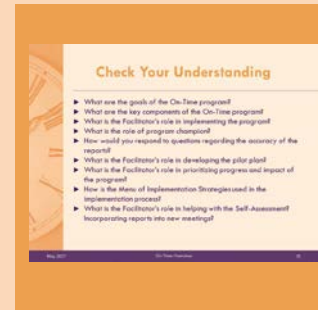 Check Your Understanding
► What are the goals of the On-Time program?
► What are the key components of the On-Time program?
► What is the Facilitator's role in implementing the program?
► What is the role of program champion?
► How would you respond to questions regarding the accuracy of the
reports?
► What is the Facilitator's role in developing the pilot plan?
► What is the Facilitator's role in prioritizing progress and impact of
the program?
► How is the Menu of Implementation Strategies used in the
implementation process?
► What is the Facilitator's role in helping with the Self-Assessment?
Incorporating reports into new meetings?
May, 2017
On-Time Overview